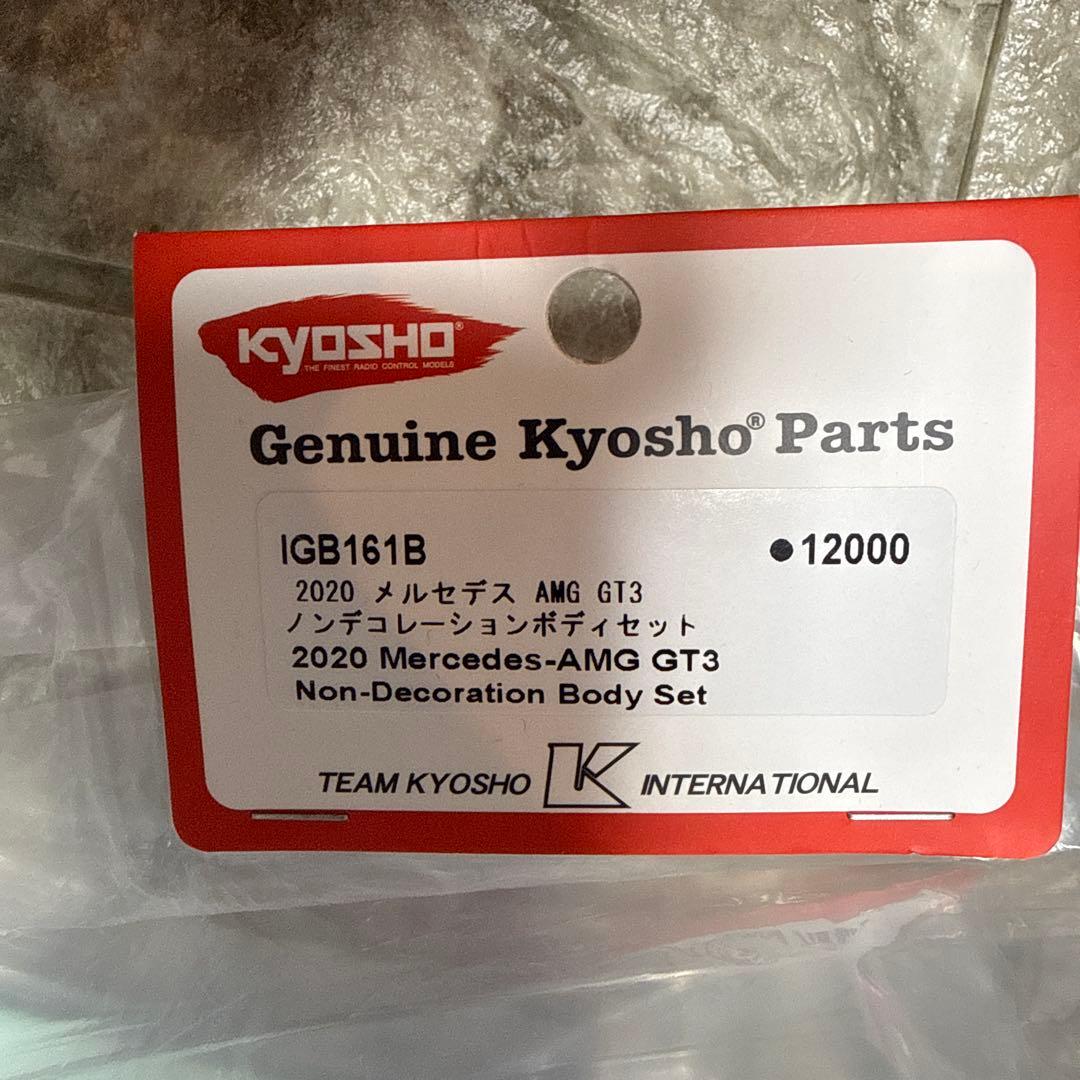 KYOSHO®
THE FINEST RADIO CONTROL MODELS
Genuine Kyosho® Parts
IGB161B ●12000
2020 メルセデス AMG GT3
ノンデコレーションボディセット
2020 Mercedes-AMG GT3
Non-Decoration Body Set
TEAM KYOSHO K INTERNATIONAL